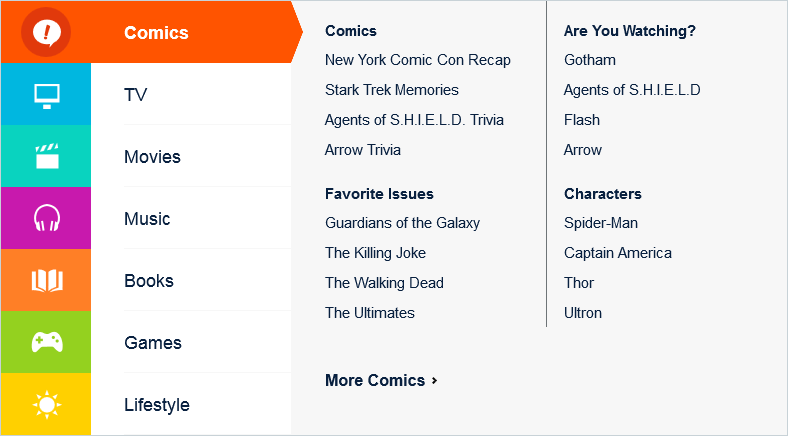 Comics
TV
Movies
Music
Books
Games
Lifestyle
Comics
New York Comic Con Recap
Stark Trek Memories
Agents of S.H.I.E.L.D. Trivia
Arrow Trivia
Favorite Issues
Guardians of the Galaxy
The Killing Joke
The Walking Dead
The Ultimates
More Comics ›
Are You Watching?
Gotham
Agents of S.H.I.E.L.D
Flash
Arrow
Characters
Spider-Man
Captain America
Thor
Ultron